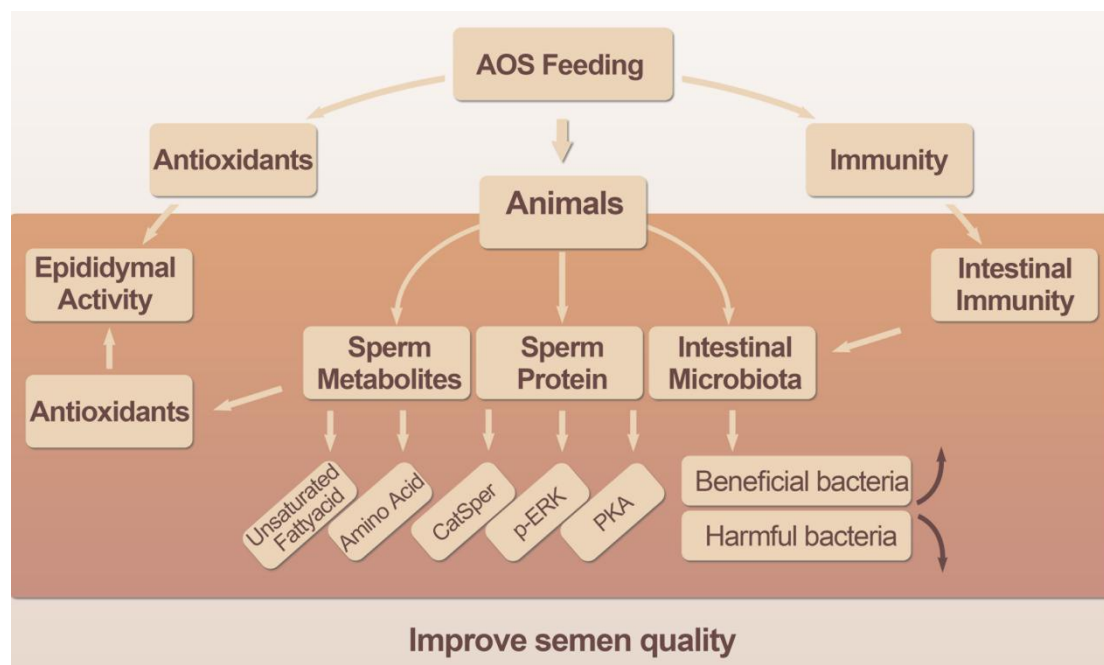 AOS Feeding
Antioxidants
Immunity
Animals
Epididymal
Activity
Intestinal
Immunity
Sperm
Metabolites
Sperm
Protein
Intestinal
Microbiota
Antioxidants
Unsaturated
Fattyacid
Amino Acid
CatSper
p-ERK
PKA
Beneficial bacteria
Harmful bacteria
Improve semen quality